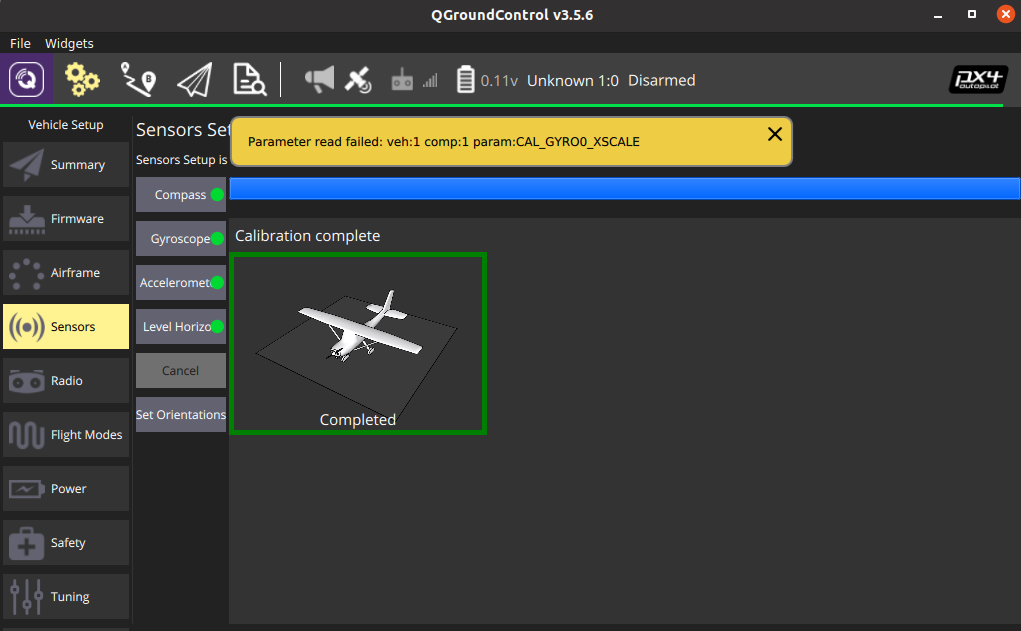 QGroundControl v3.5.6
File Widgets
0.11v Unknown 1:0 Disarmed
px4
autopilot
Vehicle Setup
Summary
Firmware
Airframe
Sensors
Radio
Flight Modes
Power
Safety
Tuning
Sensors Set
Parameter read failed: veh:1 comp:1 param:CAL_GYRO0_XSCALE
Sensors Setup is
Compass
Gyroscope
Acceleromet
Level Horizo
Cancel
Set Orientations
Calibration complete
Completed